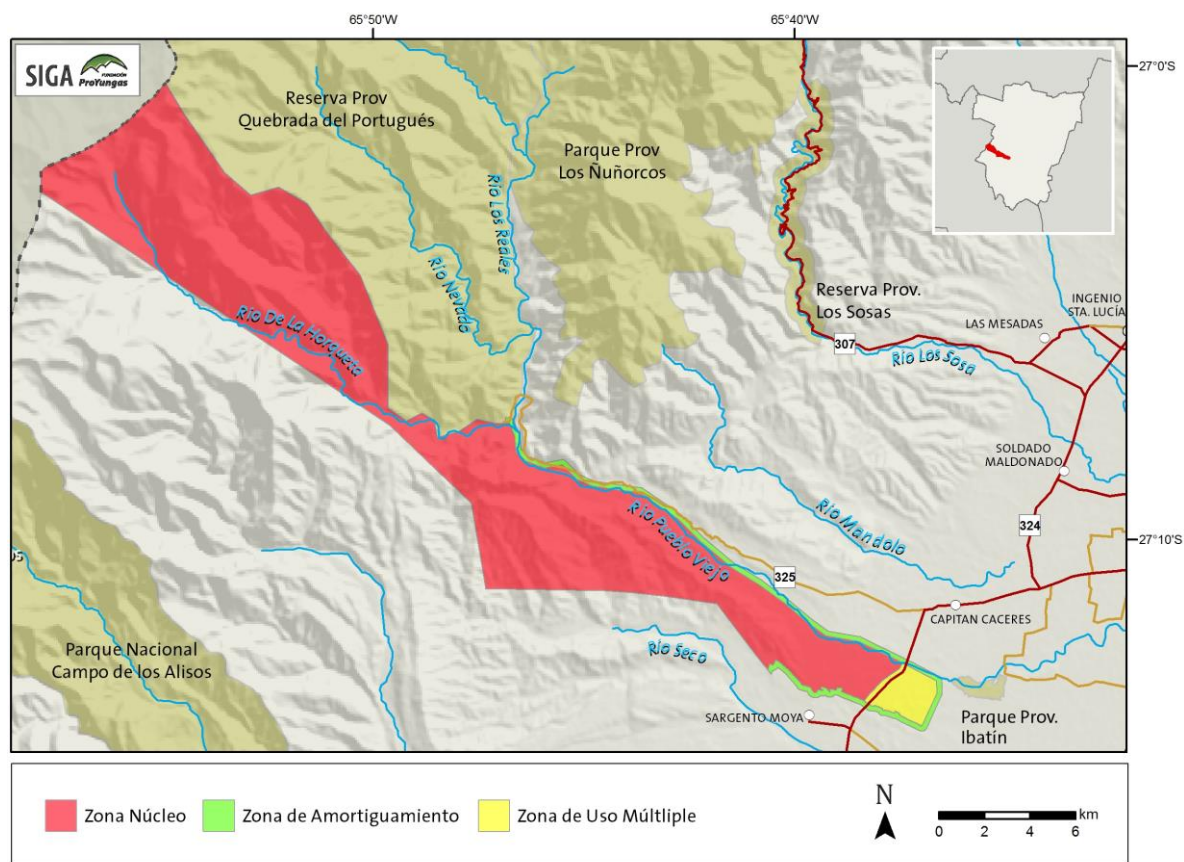 65°50'W
65°40'W
SIGA
FUNDACIÓN
ProYungas
27°0'S
Reserva Prov
Quebrada del Portugués
Parque Prov
Los Ñuñorcos
Río Los Reales
Río Nevado
Reserva Prov.
Los Sosas
INGENIO
STA. LUCÍA
LAS MESADAS
307
Río Los Sosa
Río De La Horqueta
SOLDADO
MALDONADO
Río Pueblo Viejo
Río Mandolo
324
27°10'S
05
325
CAPITAN CACERES
Parque Nacional
Campo de los Alisos
Río Seco
SARGENTO MOYA
Parque Prov.
Ibatín
Zona Núcleo
Zona de Amortiguamiento
Zona de Uso Múltliple
N
km
0 2 4 6